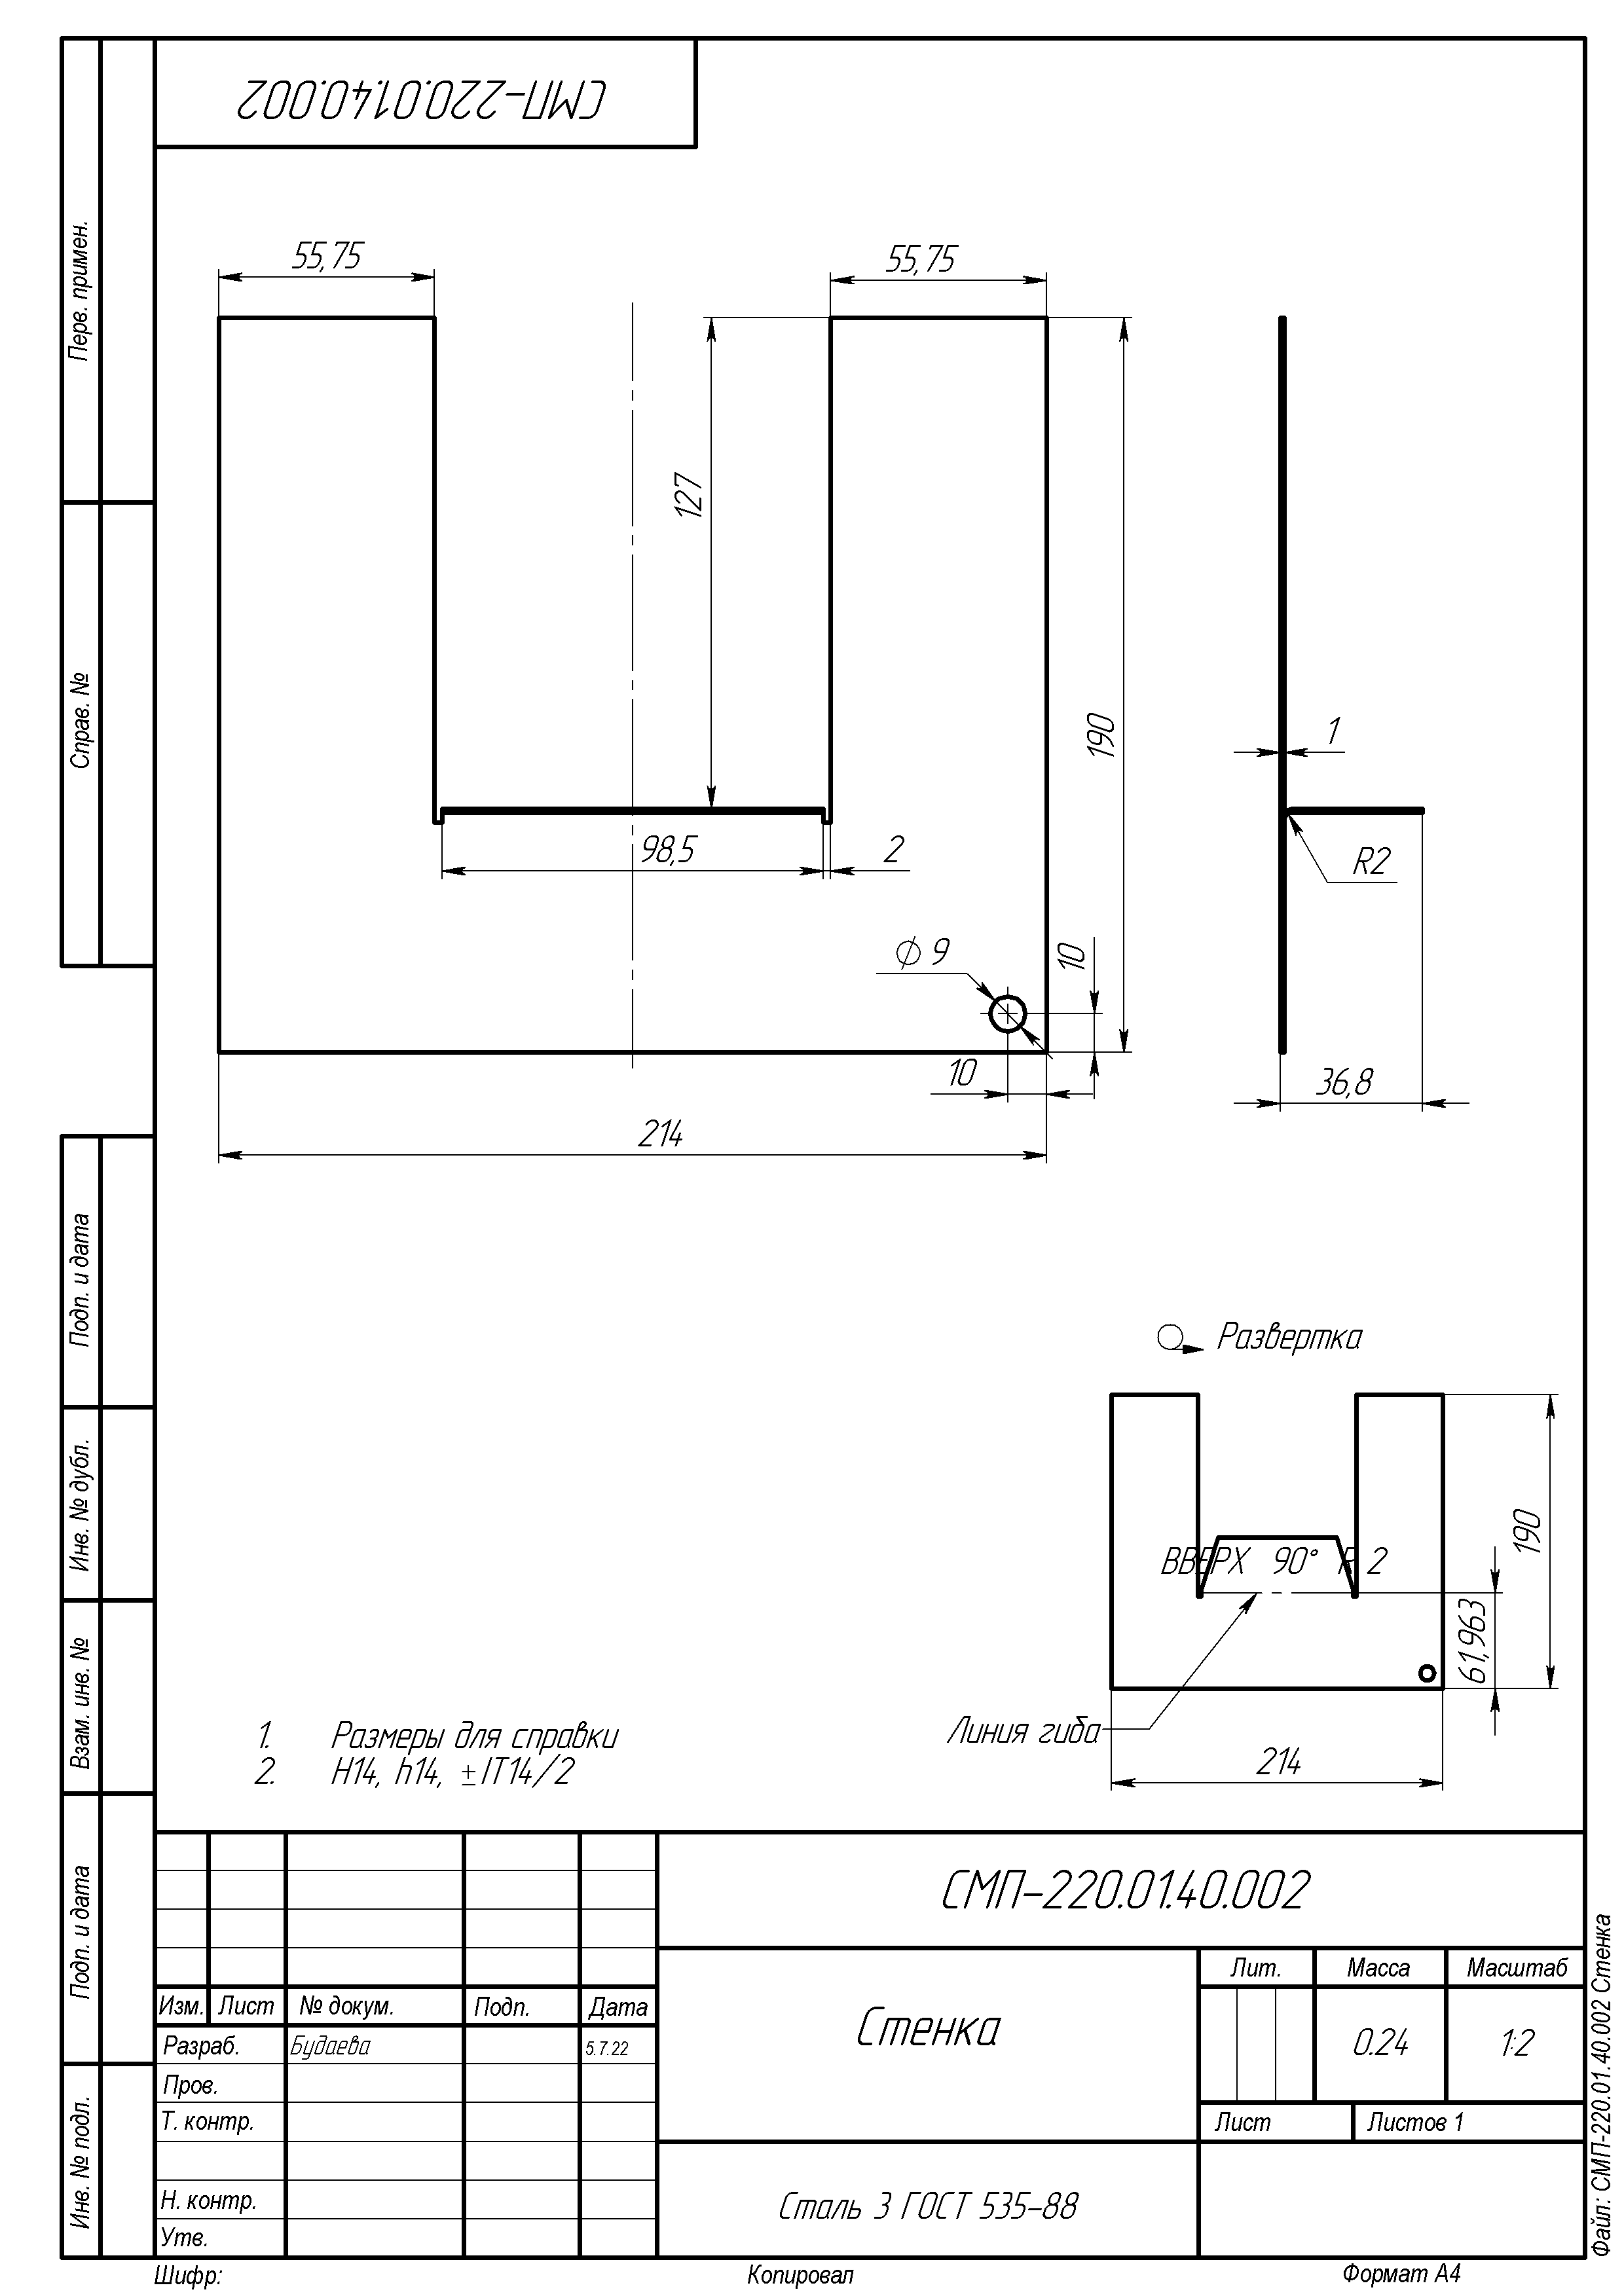 СМП-220.01.40.002
Перв. примен.
Справ. №
Подп. и дата
Инв. № дубл.
Взам. инв. №
Подп. и дата
Инв. № подл.
55,75
55,75
127
190
1
98,5
2
R2
⌀ 9
10
10
36,8
214
Развертка
ВВЕРХ 90° R 2
190
61,963
Линия гиба
214
1. Размеры для справки
2. H14, h14, ±IT14/2
СМП-220.01.40.002
Стенка
Лит. Масса Масштаб
0.24 1:2
Лист Листов 1
Сталь 3 ГОСТ 535-88
Изм. Лист № докум. Подп. Дата
Разраб. Будаева 5.7.22
Пров.
Т. контр.
Н. контр.
Утв.
Шифр: Копировал Формат А4
Файл: СМП-220.01.40.002 Стенка